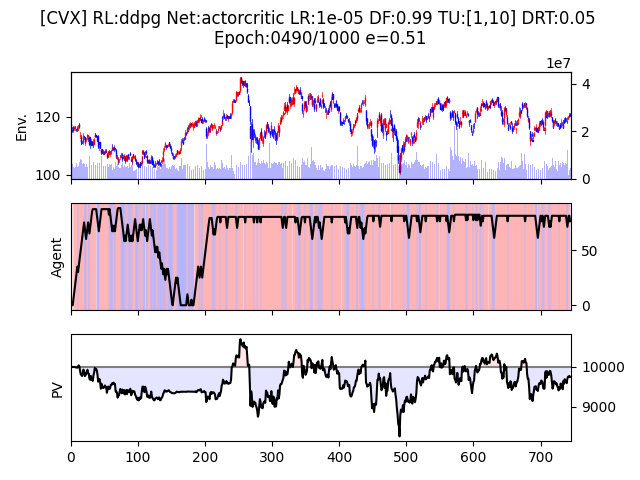 [CVX] RL:ddpg Net:actorcritic LR:1e-05 DF:0.99 TU:[1,10] DRT:0.05
Epoch:0490/1000 e=0.51
1e7
Env.
120
100
4
2
0
Agent
50
0
PV
10000
9000
0 100 200 300 400 500 600 700